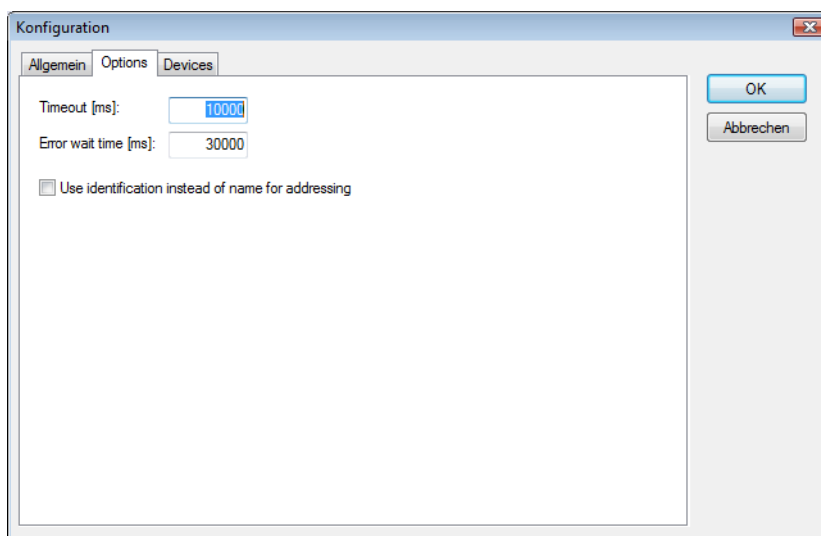 Konfiguration
Allgemein Options Devices
Timeout [ms]: 10000
Error wait time [ms]: 30000
Use identification instead of name for addressing
OK
Abbrechen